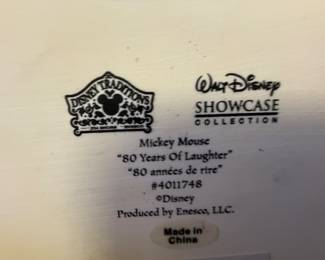 DISNEY TRADITIONS
Walt Disney
SHOWCASE
COLLECTION
Mickey Mouse
"80 Years Of Laughter"
"80 années de rire"
#4011748
©Disney
Produced by Enesco, LLC.
Made in
China